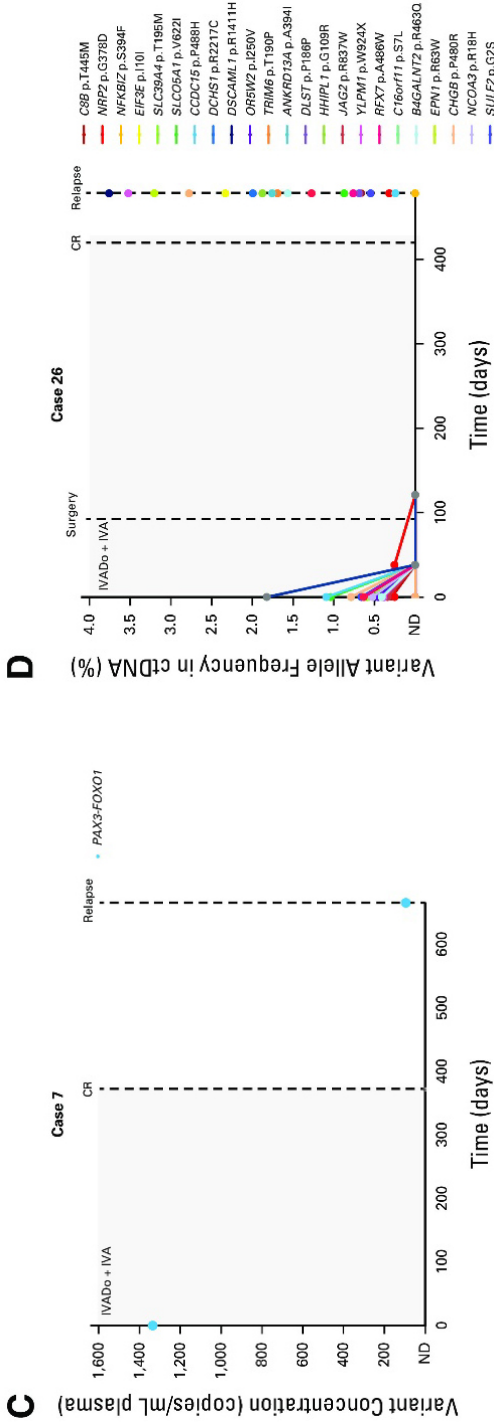 C
Case 7
Variant Concentration (copies/mL plasma)
1,600
1,400
1,200
1,000
800
600
400
200
ND
IVADo + IVA
CR
Relapse
PAX3-FOXO1
0
100
200
300
400
500
600
Time (days)
D
Case 26
Variant Allele Frequency in ctDNA (%)
4.0
3.5
3.0
2.5
2.0
1.5
1.0
0.5
ND
IVADo + IVA
Surgery
CR
Relapse
0
100
200
300
400
Time (days)
C8B p.T445M
NRP2 p.G378D
NFKBIZ p.S394F
EIF3E p.I10I
SLC39A4 p.T195M
SLCO5A1 p.V622I
CCDC15 p.P488H
DCHS1 p.R2217C
DSCAML1 p.R1411H
OR5W2 p.I250V
TRIM6 p.T190P
ANKRD13A p.A394I
DLST p.P186P
HHIPL1 p.G109R
JAG2 p.R837W
YLPM1 p.W924X
RFX7 p.A486W
C16orf11 p.S7L
B4GALNT2 p.R463Q
EPN1 p.R63W
CHGB p.P480R
NCOA3 p.R18H
SULF2 p.G2S